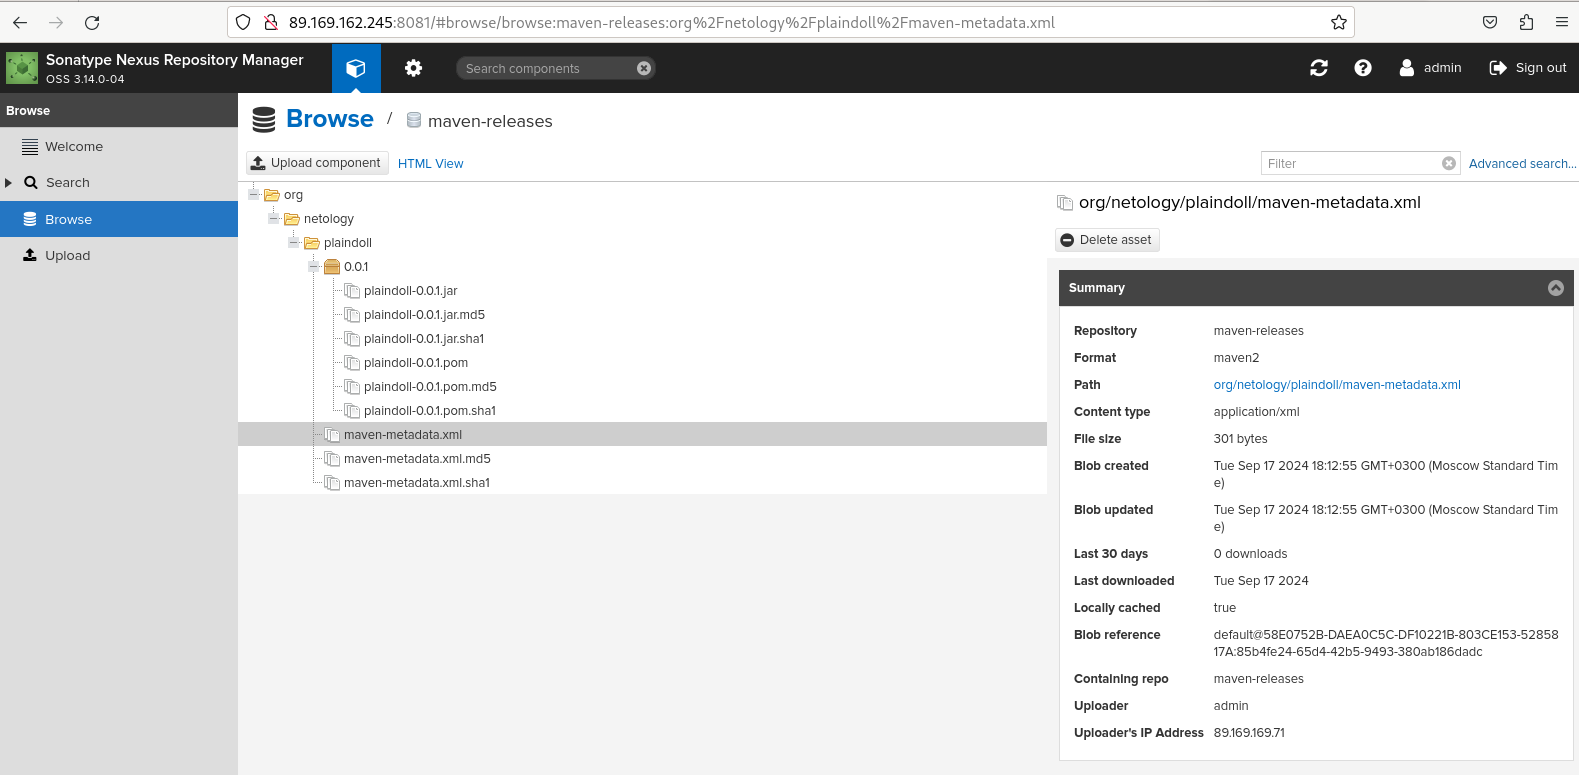 89.169.162.245:8081/#browse/browse:maven-releases:org%2Fnetology%2Fplaindoll%2Fmaven-metadata.xml
Sonatype Nexus Repository Manager
OSS 3.14.0-04
Search components
admin
Sign out
Browse
Welcome
Search
Browse
Upload
Browse / maven-releases
Upload component
HTML View
Filter
Advanced search...
org
netology
plaindoll
0.0.1
plaindoll-0.0.1.jar
plaindoll-0.0.1.jar.md5
plaindoll-0.0.1.jar.sha1
plaindoll-0.0.1.pom
plaindoll-0.0.1.pom.md5
plaindoll-0.0.1.pom.sha1
maven-metadata.xml
maven-metadata.xml.md5
maven-metadata.xml.sha1
org/netology/plaindoll/maven-metadata.xml
Delete asset
Summary
Repository maven-releases
Format maven2
Path org/netology/plaindoll/maven-metadata.xml
Content type application/xml
File size 301 bytes
Blob created Tue Sep 17 2024 18:12:55 GMT+0300 (Moscow Standard Tim
e)
Blob updated Tue Sep 17 2024 18:12:55 GMT+0300 (Moscow Standard Tim
e)
Last 30 days 0 downloads
Last downloaded Tue Sep 17 2024
Locally cached true
Blob reference default@58E0752B-DAEA0C5C-DF10221B-803CE153-52858
17A:85b4fe24-65d4-42b5-9493-380ab186dadc
Containing repo maven-releases
Uploader admin
Uploader's IP Address 89.169.169.71